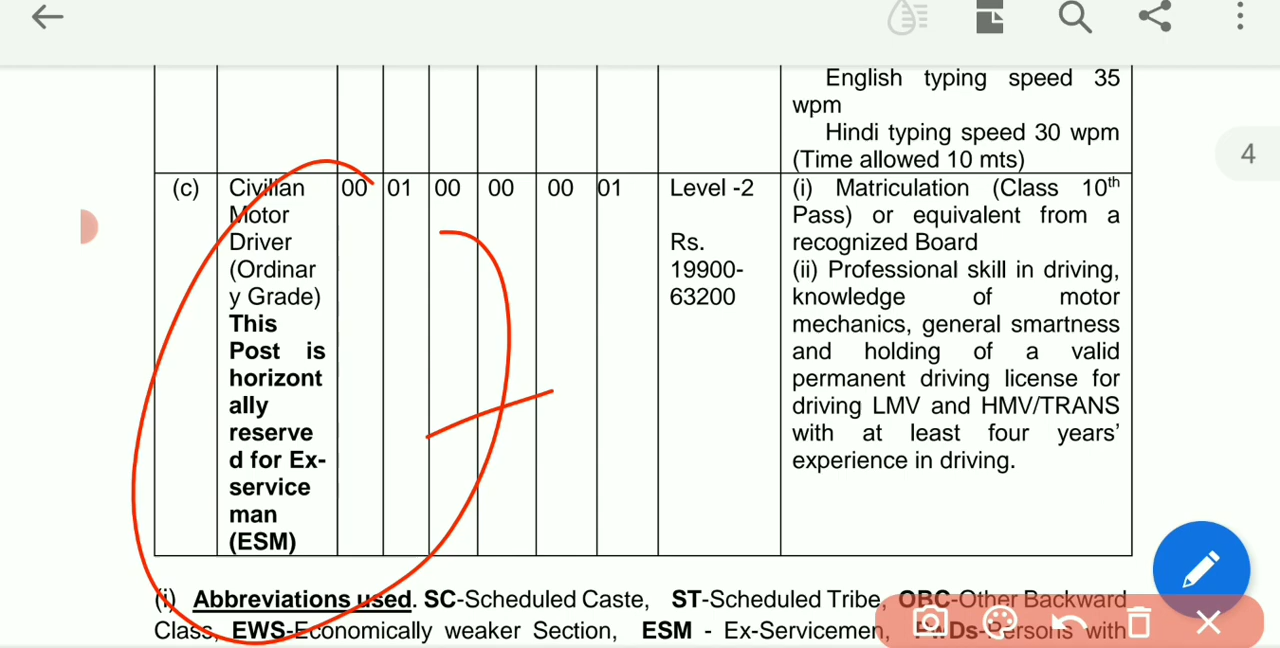 English typing speed 35
wpm
Hindi typing speed 30 wpm
(Time allowed 10 mts)
4
(c) Civilian 00 01 00 00 00 01 Level -2 (i) Matriculation (Class 10th
Motor Pass) or equivalent from a
Driver Rs. recognized Board
(Ordinar 19900- (ii) Professional skill in driving,
y Grade) 63200 knowledge of motor
This mechanics, general smartness
Post is and holding of a valid
horizont permanent driving license for
ally driving LMV and HMV/TRANS
reserve with at least four years’
d for Ex- experience in driving.
service
man
(ESM)
(i) Abbreviations used. SC-Scheduled Caste, ST-Scheduled Tribe, OBC-Other Backward
Class, EWS-Economically weaker Section, ESM - Ex-Servicemen, PwDs-Persons with